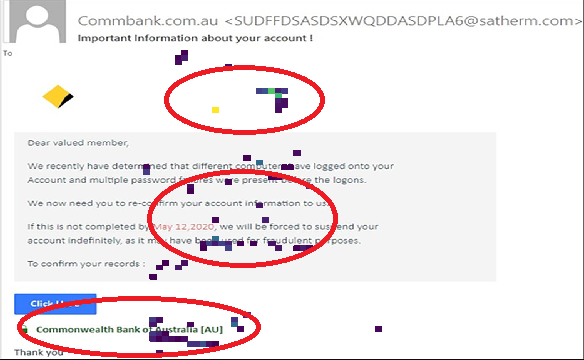 Commbank.com.au <SUDFFDSASDSXWQDDASDPLA6@satherm.com>
Important information about your account !
To
Dear valued member,
We recently have determined that different computers have logged onto your
Account and multiple password were present before the logons.
We now need you to re-confirm your account information to us.
If this is not completed by May 12,2020, we will be forced to suspend your
account indefinitely, as it may have been used for fraudulent purposes.
To confirm your records :
Click
Commonwealth Bank of Australia [AU]
Thank you